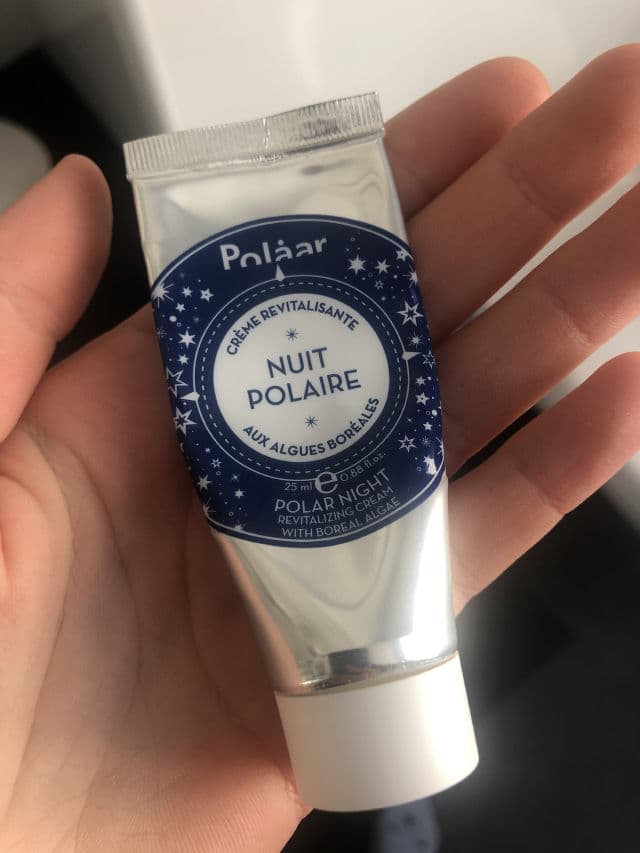 Polåar
CRÈME REVITALISANTE
NUIT
POLAIRE
AUX ALGUES BORÉALES
25 ml e 0.88 fl.oz.
POLAR NIGHT
REVITALIZING CREAM
WITH BOREAL ALGAE